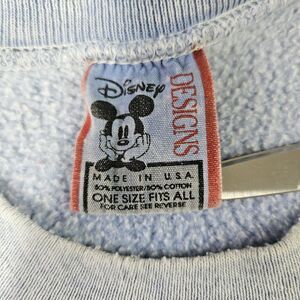 Disney
DESIGNS
MADE IN U.S.A.
50% POLYESTER/50% COTTON
ONE SIZE FITS ALL
FOR CARE SEE REVERSE